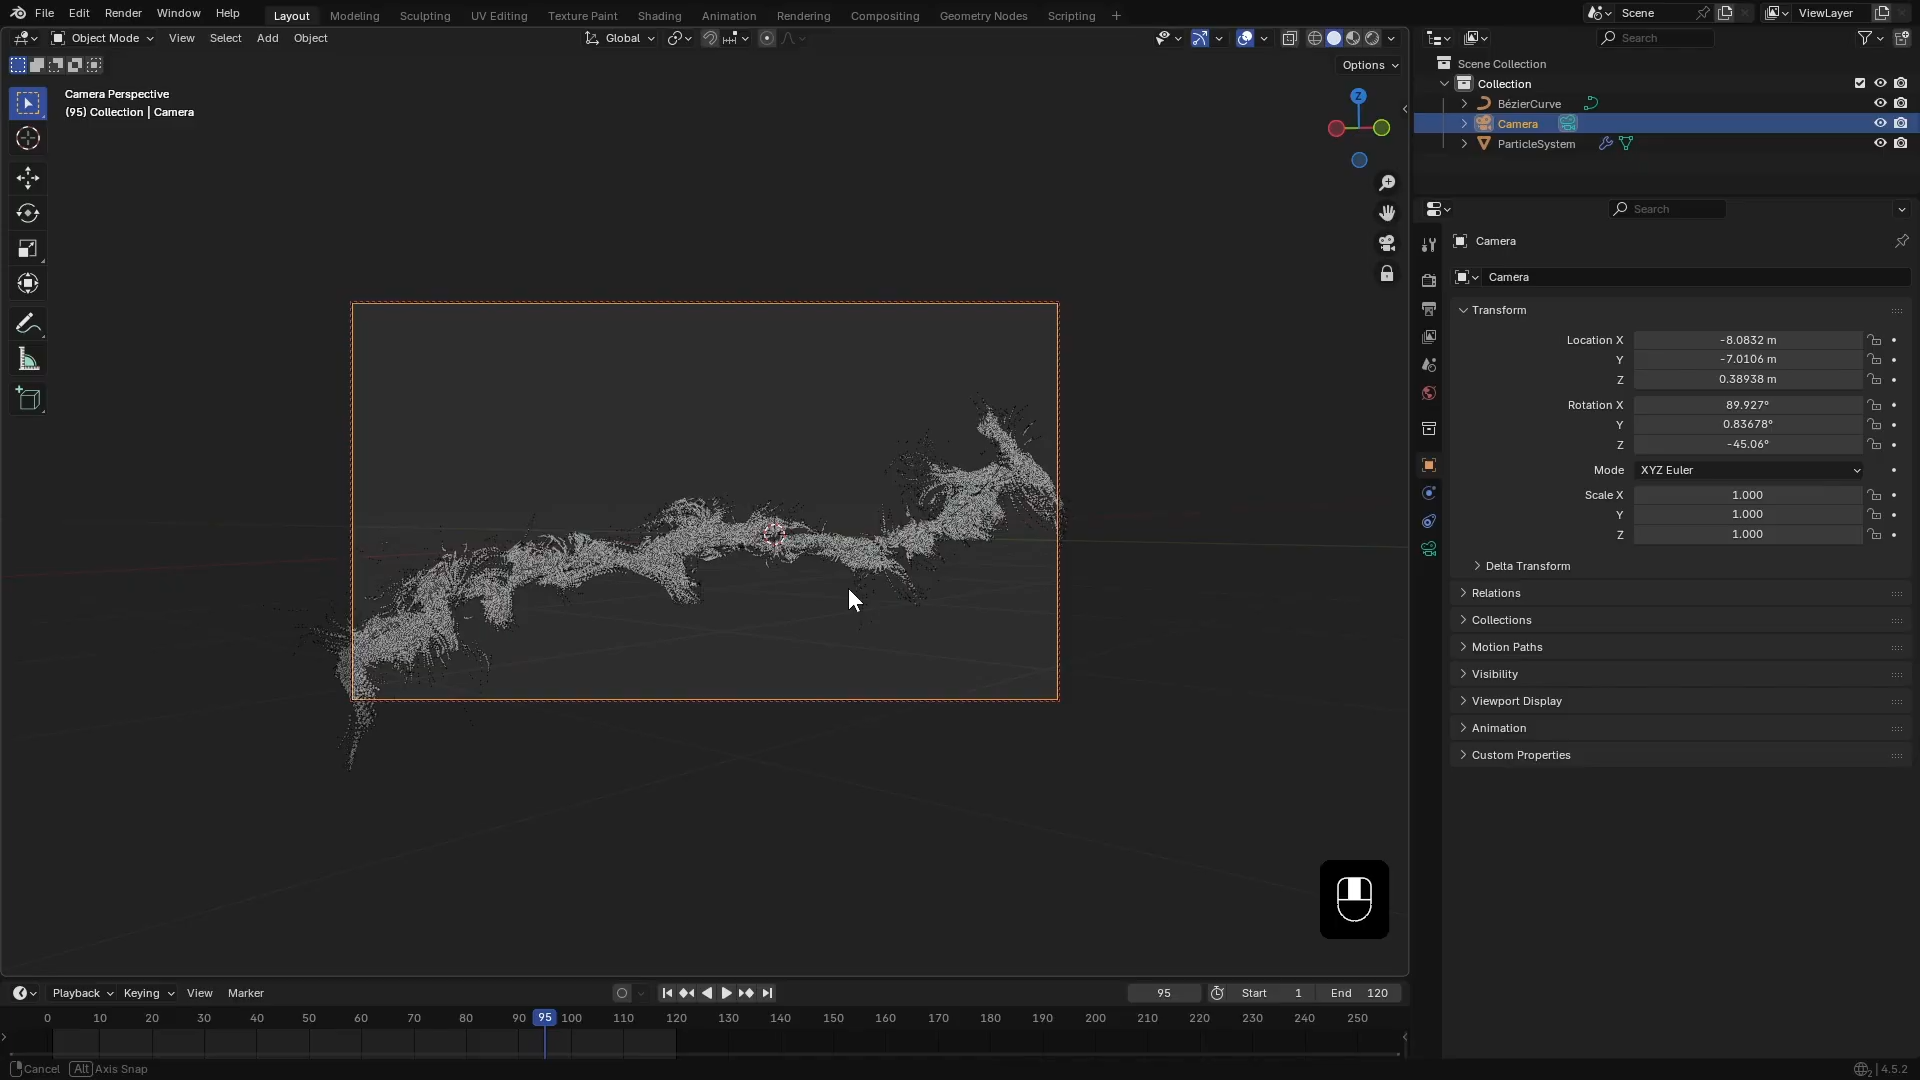 File Edit Render Window Help Layout Modeling Sculpting UV Editing Texture Paint Shading Animation Rendering Compositing Geometry Nodes Scripting + Scene ViewLayer
Object Mode View Select Add Object Global Search
Options
Camera Perspective
(95) Collection | Camera
Z
Scene Collection
Collection
BézierCurve
Camera
ParticleSystem
Search
Camera
Camera
Transform
Location X -8.0832 m
Y -7.0106 m
Z 0.38938 m
Rotation X 89.927°
Y 0.83678°
Z -45.06°
Mode XYZ Euler
Scale X 1.000
Y 1.000
Z 1.000
Delta Transform
Relations
Collections
Motion Paths
Visibility
Viewport Display
Animation
Custom Properties
Playback Keying View Marker 95 Start 1 End 120
0 10 20 30 40 50 60 70 80 90 95 100 110 120 130 140 150 160 170 180 190 200 210 220 230 240 250
Cancel Alt Axis Snap 4.5.2